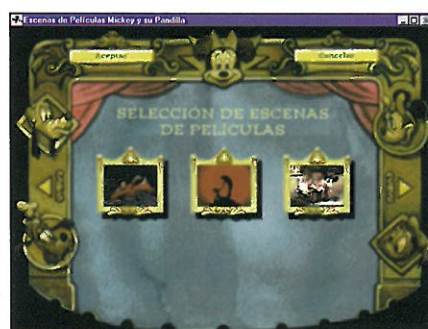 Escenas de Películas Mickey y su Pandilla
Aceptar
Cancelar
SELECCIÓN DE ESCENAS
DE PELÍCULAS